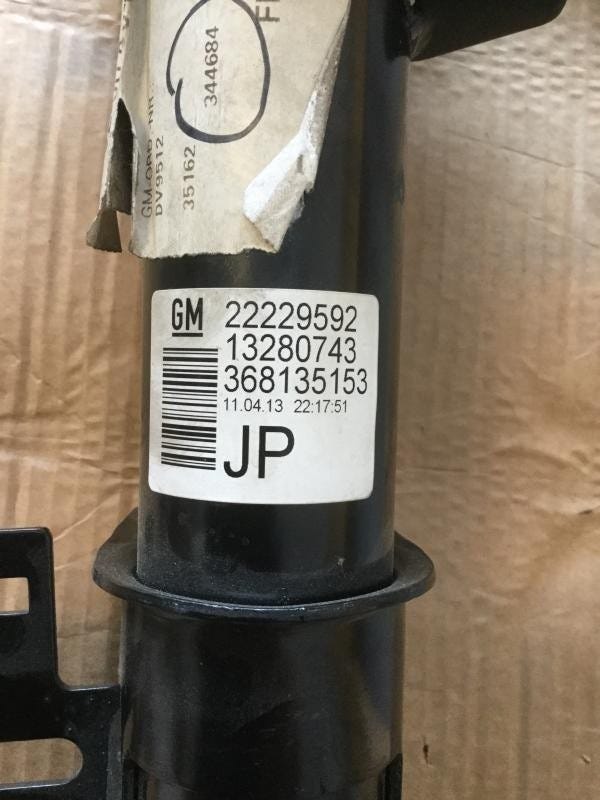 344684
35162
GM-ORD.-NR.
DV9512
GM 22229592
13280743
368135153
11.04.13 22:17:51
JP